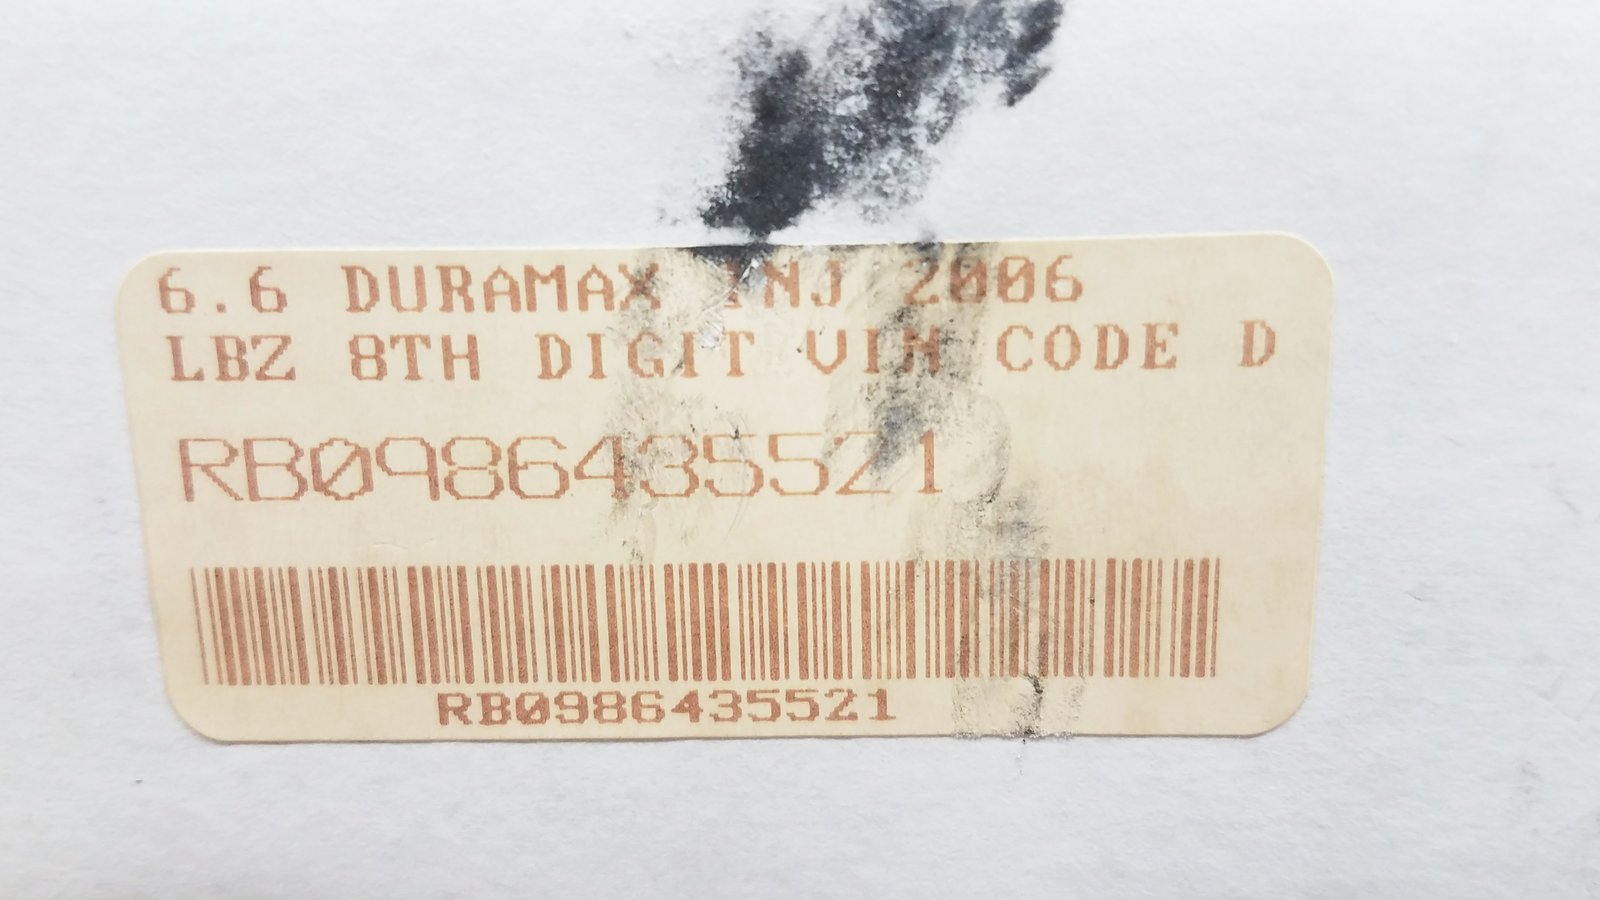 6.6 DURAMAX INJ 2006
LBZ 8TH DIGIT VIN CODE D
RB0986435521
RB0986435521